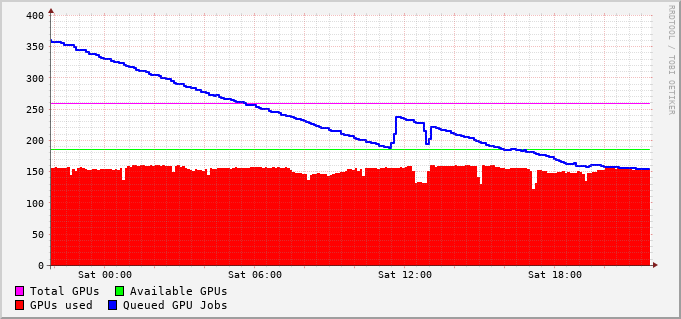 400
350
300
250
200
150
100
50
0
Sat 00:00 Sat 06:00 Sat 12:00 Sat 18:00
Total GPUs Available GPUs
GPUs used Queued GPU Jobs
RRDTOOL / TOBI OETIKER